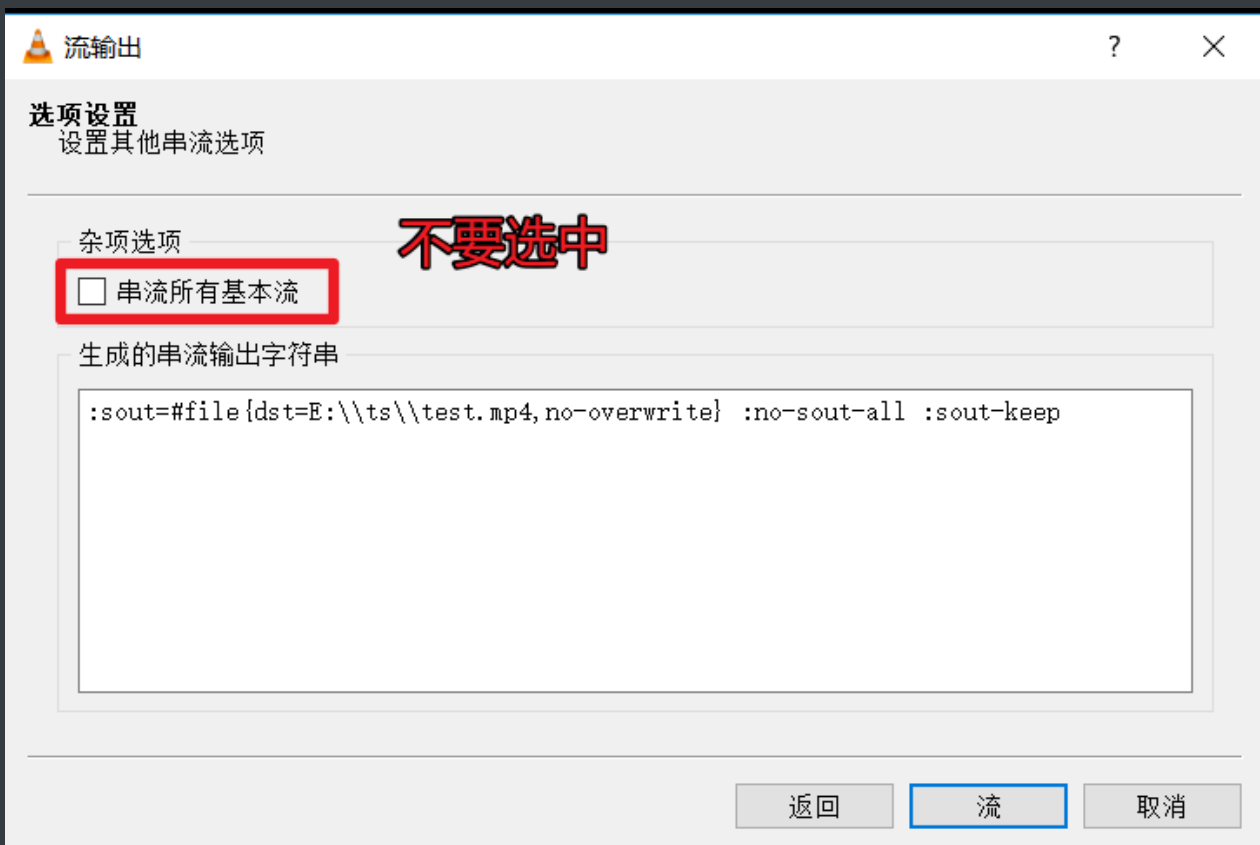 流输出
?
选项设置
设置其他串流选项
杂项选项
不要选中
串流所有基本流
生成的串流输出字符串
:sout=#file{dst=E:\\ts\\test.mp4,no-overwrite} :no-sout-all :sout-keep
返回
流
取消